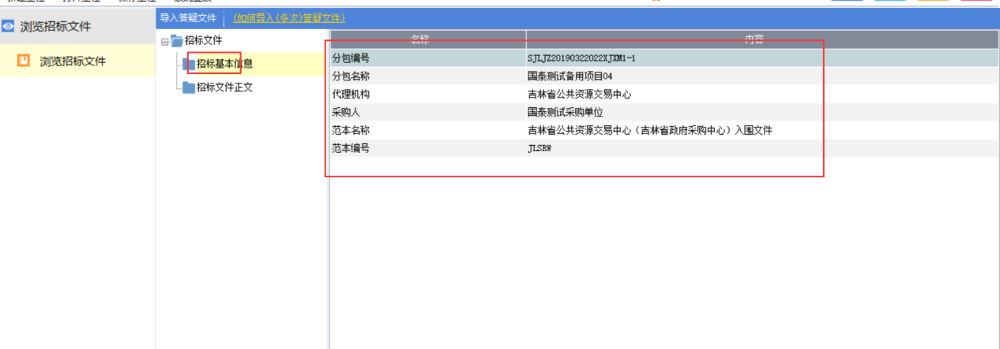 浏览招标文件
浏览招标文件
导入答疑文件 (如何导入(多次)答疑文件)
招标文件
招标基本信息
招标文件正文
名称 内容
分包编号 SJLJZ20190322022XJXM1-1
分包名称 国泰测试备用项目04
代理机构 吉林省公共资源交易中心
采购人 国泰测试采购单位
范本名称 吉林省公共资源交易中心（吉林省政府采购中心）入围文件
范本编号 JLSRW